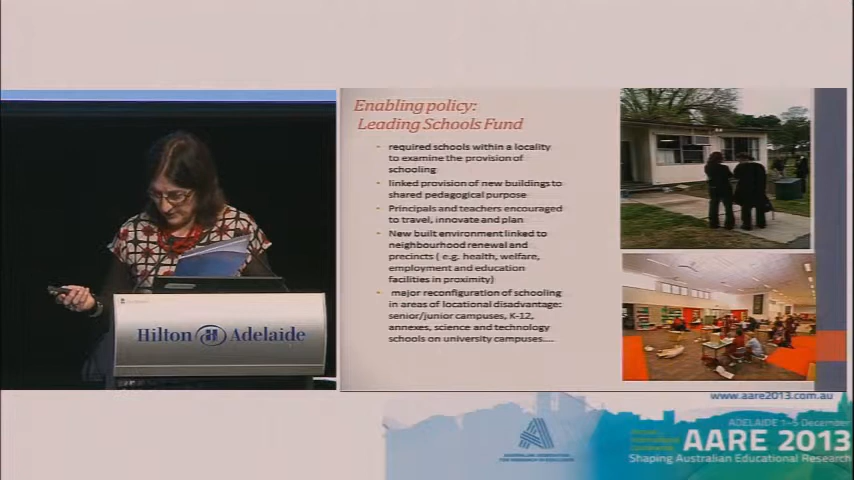 Enabling policy:
Leading Schools Fund
- required schools within a locality
to examine the provision of
schooling
- linked provision of new buildings to
shared pedagogical purpose
- Principals and teachers encouraged
to travel, innovate and plan
- New built environment linked to
neighbourhood renewal and
precincts ( e.g. health, welfare,
employment and education
facilities in proximity)
- major reconfiguration of schooling
in areas of locational disadvantage:
senior/junior campuses, K-12,
annexes, science and technology
schools on university campuses....
Hilton H Adelaide
www.aare2013.com.au
ADELAIDE 1-5 December
AARE 2013
Shaping Australian Educational Research